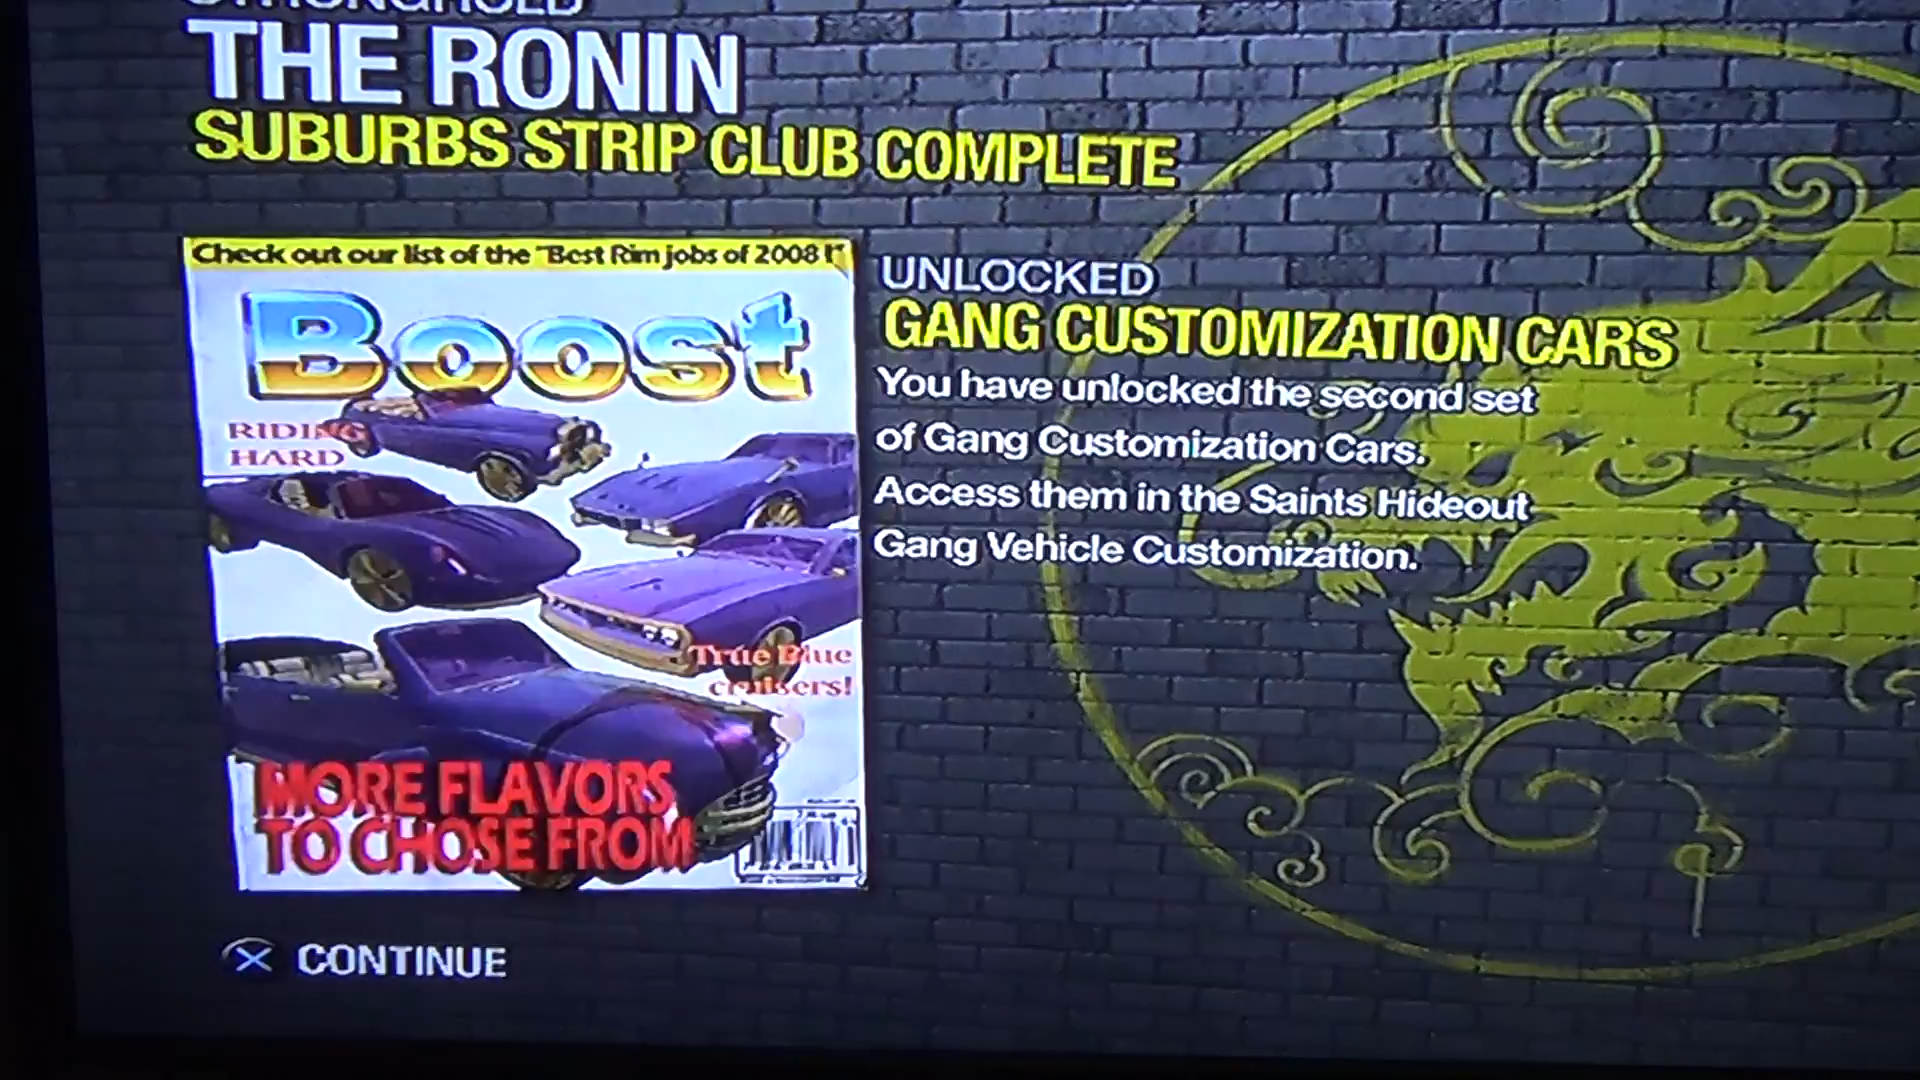 STRONGHOLD
THE RONIN
SUBURBS STRIP CLUB COMPLETE
Check out our list of the "Best Rim jobs of 2008!"
Boost
RIDING
HARD
True Blue
cruisers!
MORE FLAVORS
TO CHOSE FROM
UNLOCKED
GANG CUSTOMIZATION CARS
You have unlocked the second set
of Gang Customization Cars.
Access them in the Saints Hideout
Gang Vehicle Customization.
CONTINUE